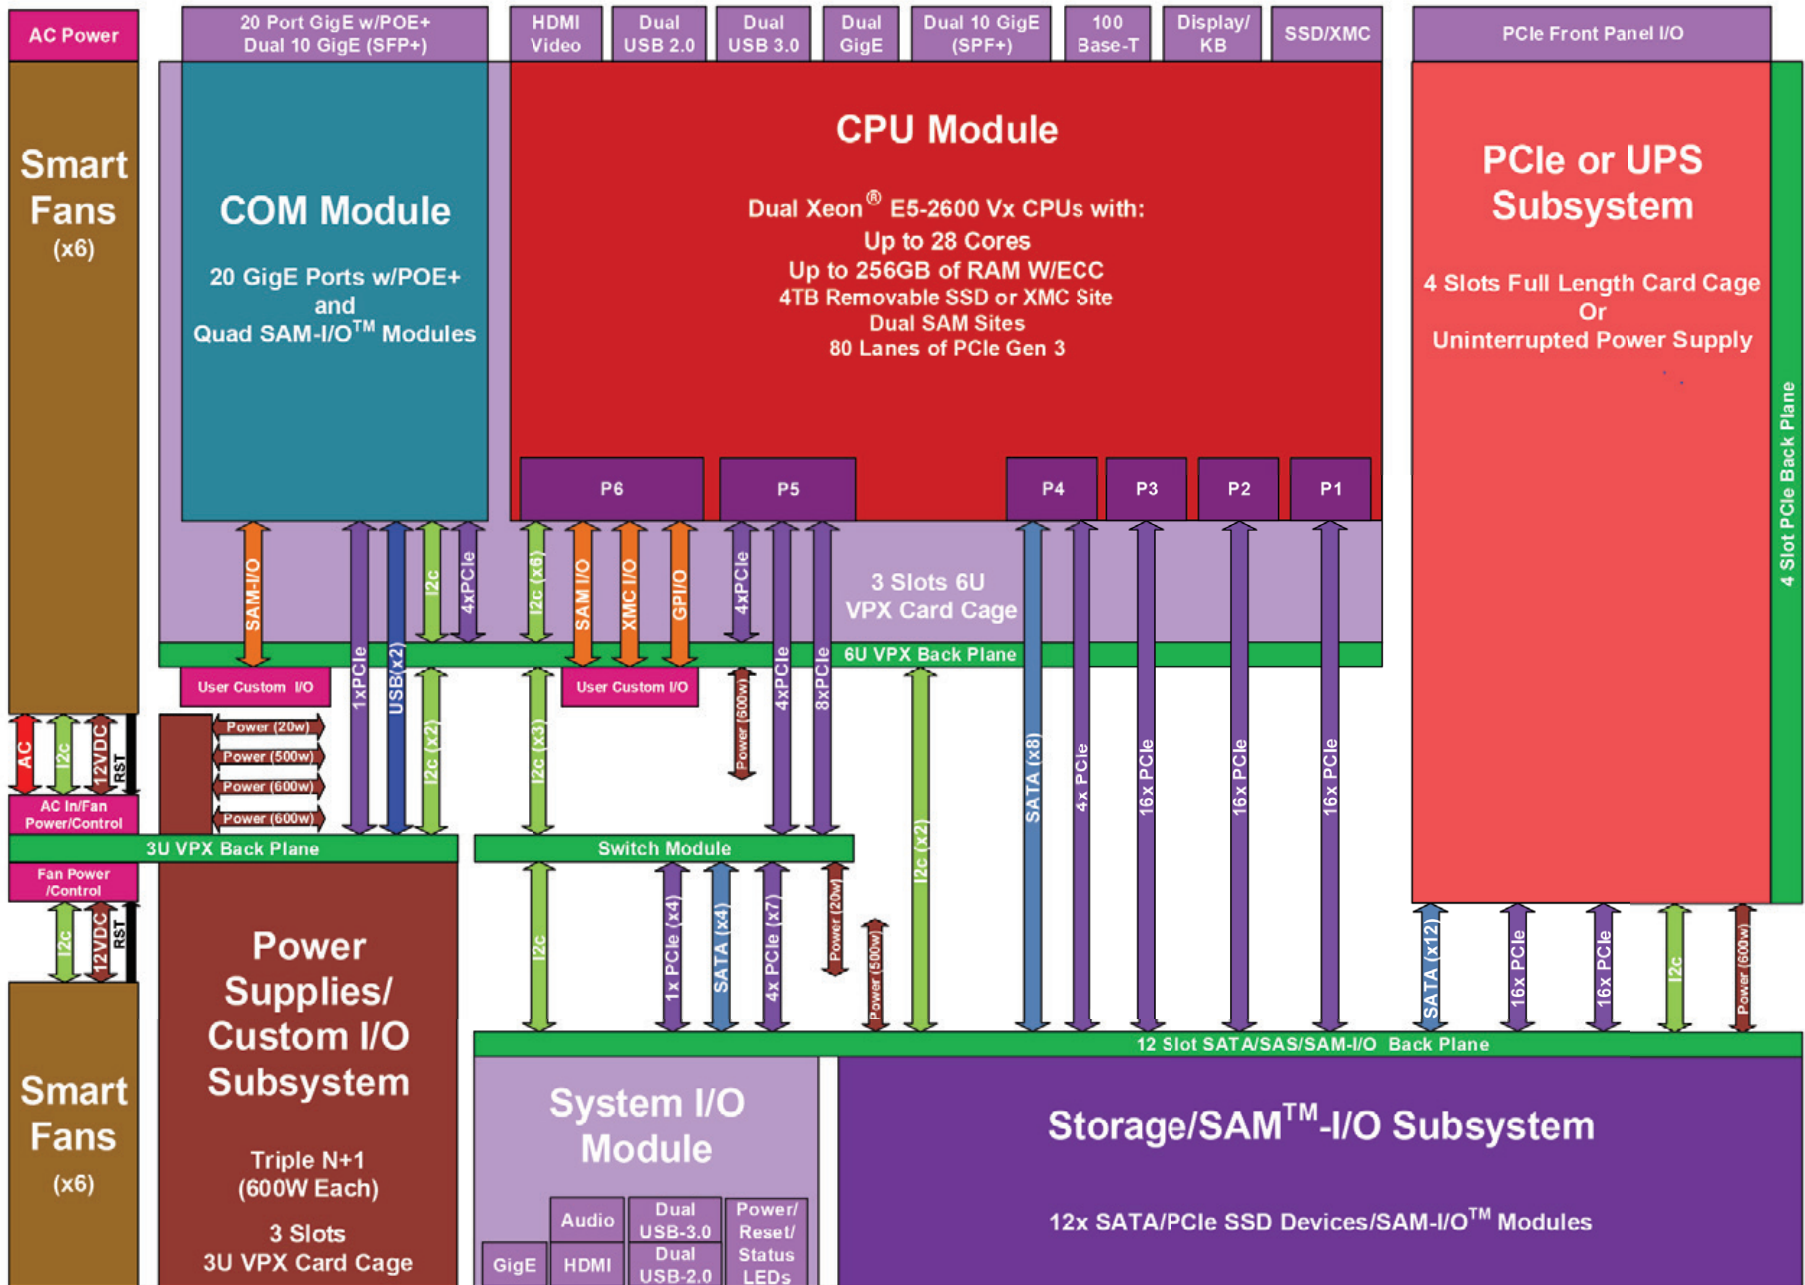 AC Power
20 Port GigE w/POE+
Dual 10 GigE (SFP+)
HDMI
Video
Dual
USB 2.0
Dual
USB 3.0
Dual
GigE
Dual 10 GigE
(SPF+)
100
Base-T
Display/
KB
SSD/XMC
PCIe Front Panel I/O
Smart
Fans
(x6)
COM Module
20 GigE Ports w/POE+
and
Quad SAM-I/O™ Modules
CPU Module
Dual Xeon® E5-2600 Vx CPUs with:
Up to 28 Cores
Up to 256GB of RAM W/ECC
4TB Removable SSD or XMC Site
Dual SAM Sites
80 Lanes of PCIe Gen 3
PCIe or UPS
Subsystem
4 Slots Full Length Card Cage
Or
Uninterrupted Power Supply
4 Slot PCIe Back Plane
P6
P5
P4
P3
P2
P1
SAM-I/O
1xPCIe
USB(x2)
I2c
4xPCIe
I2c (x6)
SAM I/O
XMC I/O
GPI/O
4xPCIe
4xPCIe
8xPCIe
3 Slots 6U
VPX Card Cage
6U VPX Back Plane
User Custom I/O
User Custom I/O
Power (20w)
Power (500w)
Power (600w)
Power (600w)
I2c (x2)
I2c (x3)
Power (600w)
I2c (x2)
SATA (x8)
4x PCIe
16x PCIe
16x PCIe
16x PCIe
AC
I2c
12VDC
RST
AC In/Fan
Power/Control
3U VPX Back Plane
Switch Module
Fan Power
/Control
I2c
12VDC
RST
I2c
1x PCIe (x4)
SATA (x4)
4x PCIe (x7)
Power (20w)
Power (500w)
SATA (x12)
16x PCIe
16x PCIe
I2c
Power (600w)
12 Slot SATA/SAS/SAM-I/O Back Plane
Smart
Fans
(x6)
Power
Supplies/
Custom I/O
Subsystem
Triple N+1
(600W Each)
3 Slots
3U VPX Card Cage
System I/O
Module
GigE
Audio
HDMI
Dual
USB-3.0
Dual
USB-2.0
Power/
Reset/
Status
LEDs
Storage/SAM™-I/O Subsystem
12x SATA/PCIe SSD Devices/SAM-I/O™ Modules